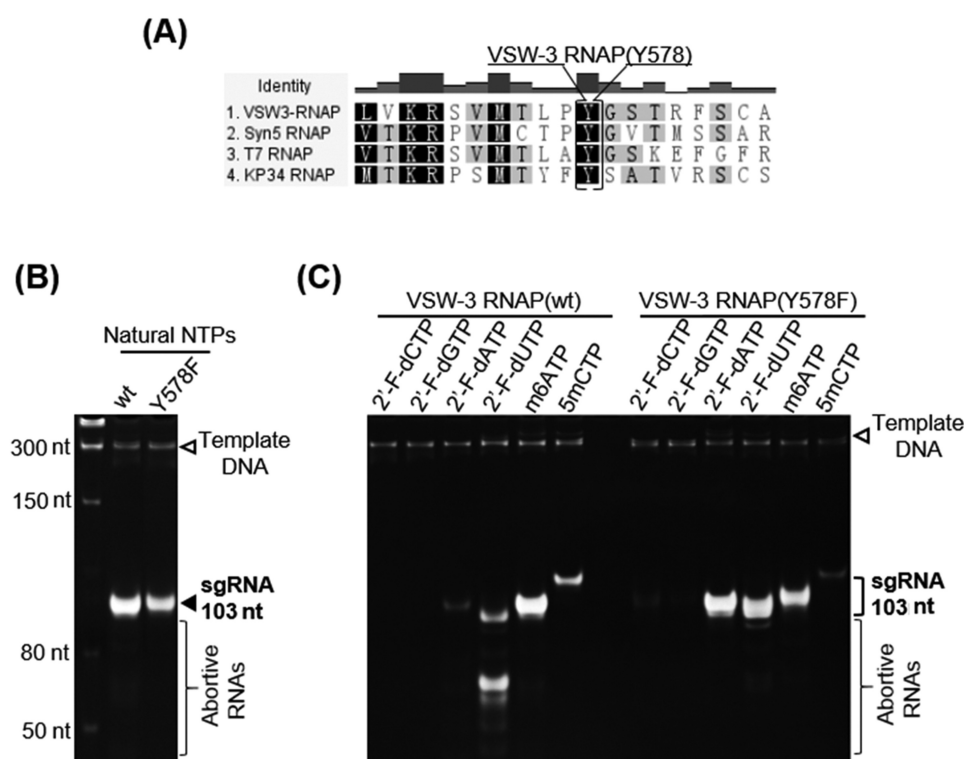 (A)
VSW-3 RNAP(Y578)
Identity
1. VSW3-RNAP L V K R S V M T L P Y G S T R F S C A
2. Syn5 RNAP V T K R P V M C T P Y G V T M S S A R
3. T7 RNAP V T K R S V M T L A Y G S K E F G F R
4. KP34 RNAP M T K R P S M T Y F Y S A T V R S C S
(B)
Natural NTPs
wt
Y578F
300 nt
150 nt
80 nt
50 nt
Template
DNA
sgRNA
103 nt
Abortive
RNAs
(C)
VSW-3 RNAP(wt)
VSW-3 RNAP(Y578F)
2'-F-dCTP
2'-F-dGTP
2'-F-dATP
2'-F-dUTP
m6ATP
5mCTP
2'-F-dCTP
2'-F-dGTP
2'-F-dATP
2'-F-dUTP
m6ATP
5mCTP
Template
DNA
sgRNA
103 nt
Abortive
RNAs